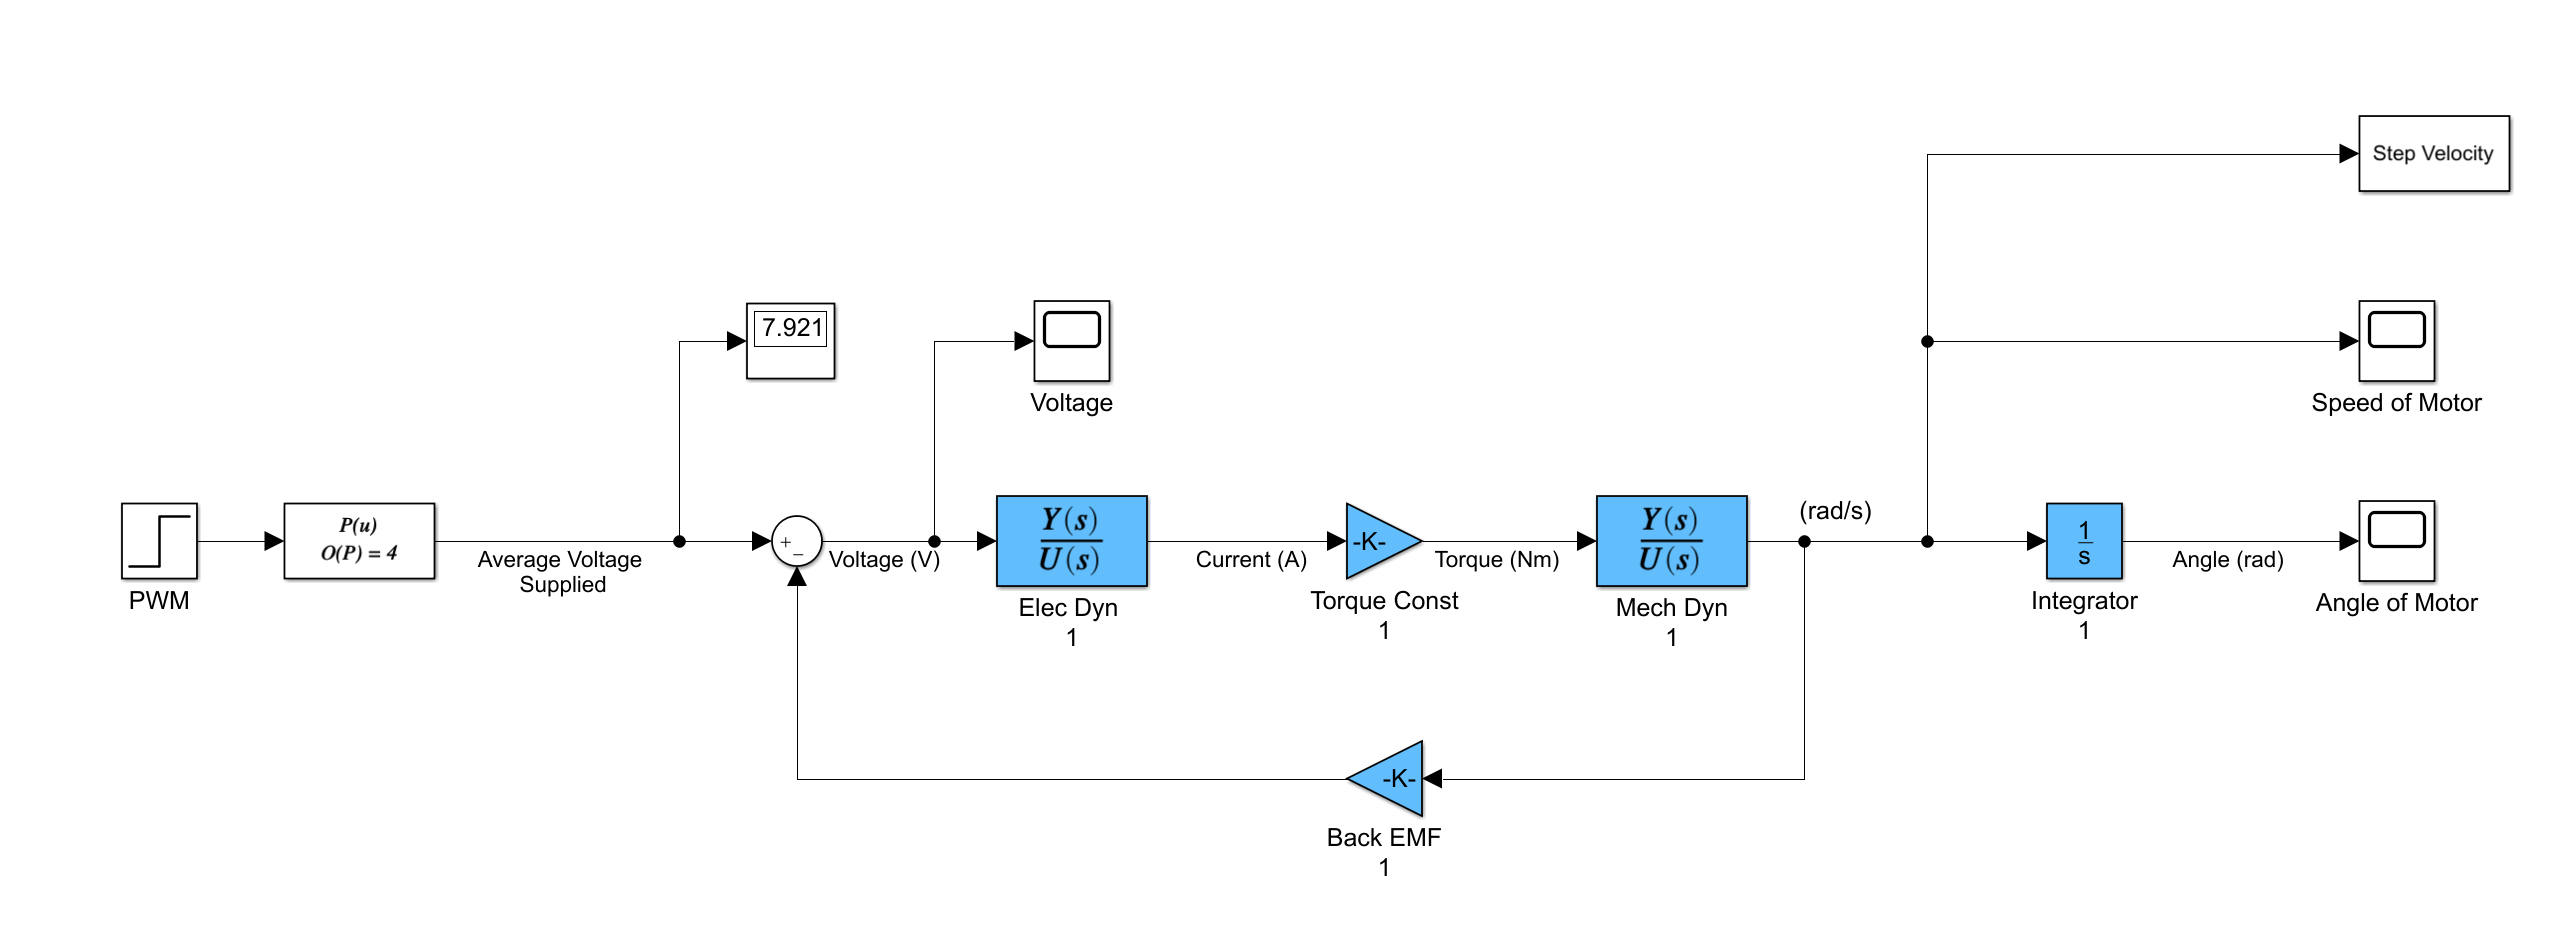 Step Velocity
7.921
Voltage
Speed of Motor
PWM
P(u)
O(P) = 4
Average Voltage
Supplied
+
−
Voltage (V)
Y(s)
U(s)
Elec Dyn
1
Current (A)
-K-
Torque Const
1
Torque (Nm)
Y(s)
U(s)
Mech Dyn
1
(rad/s)
1
s
Integrator
1
Angle (rad)
Angle of Motor
-K-
Back EMF
1